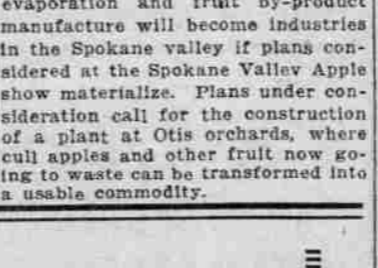 evaporation and fruit by-product
manufacture will become industries
in the Spokane valley if plans con-
sidered at the Spokane Valley Apple
show materialize. Plans under con-
sideration call for the construction
of a plant at Otis orchards, where
cull apples and other fruit now go-
ing to waste can be transformed into
a usable commodity.